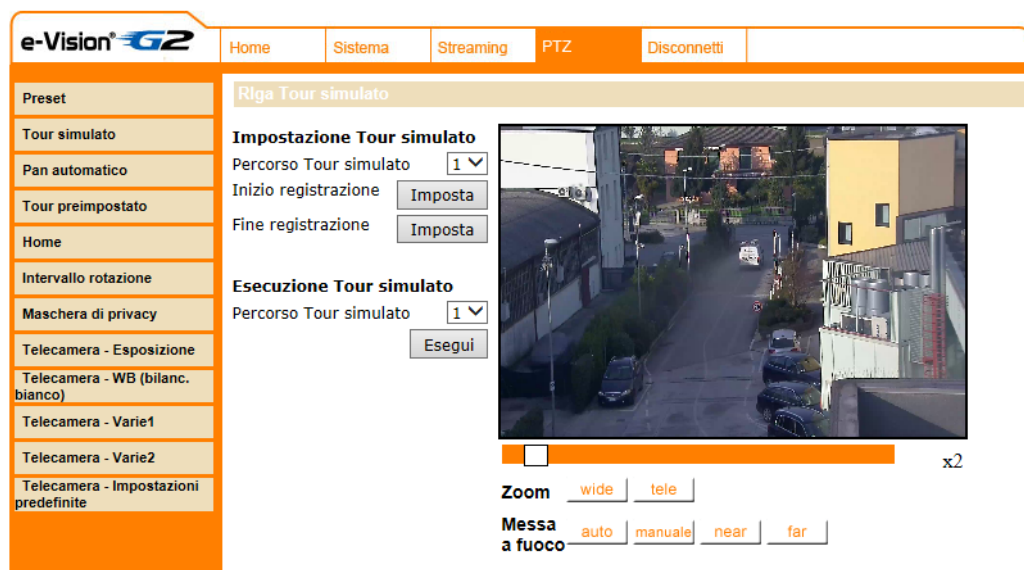 e-Vision® G2
Home
Sistema
Streaming
PTZ
Disconnetti
Preset
Tour simulato
Pan automatico
Tour preimpostato
Home
Intervallo rotazione
Maschera di privacy
Telecamera - Esposizione
Telecamera - WB (bilanc.
bianco)
Telecamera - Varie1
Telecamera - Varie2
Telecamera - Impostazioni
predefinite
RIga Tour simulato
Impostazione Tour simulato
Percorso Tour simulato 1
Inizio registrazione Imposta
Fine registrazione Imposta
Esecuzione Tour simulato
Percorso Tour simulato 1
Esegui
x2
Zoom wide tele
Messa
a fuoco auto manuale near far